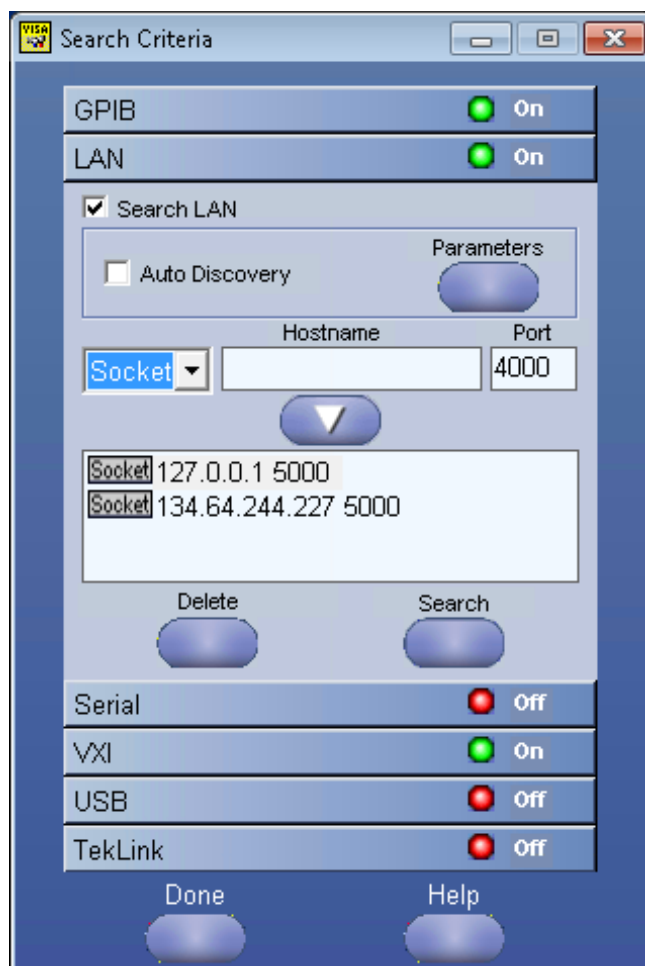 VISA Search Criteria
GPIB On
LAN On
Search LAN
Parameters
Auto Discovery
Hostname Port
Socket 4000
Socket 127.0.0.1 5000
Socket 134.64.244.227 5000
Delete Search
Serial Off
VXI On
USB Off
TekLink Off
Done Help